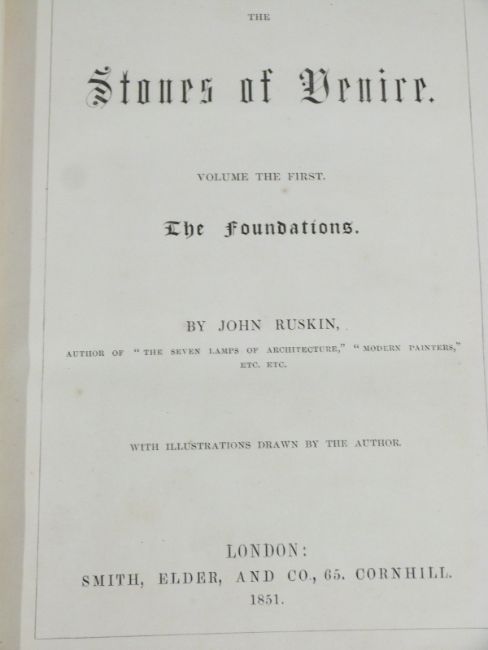 THE
Stones of Venice.
VOLUME THE FIRST.
The Foundations.
BY JOHN RUSKIN,
AUTHOR OF "THE SEVEN LAMPS OF ARCHITECTURE," "MODERN PAINTERS,"
ETC. ETC.
WITH ILLUSTRATIONS DRAWN BY THE AUTHOR.
LONDON:
SMITH, ELDER, AND CO., 65. CORNHILL.
1851.